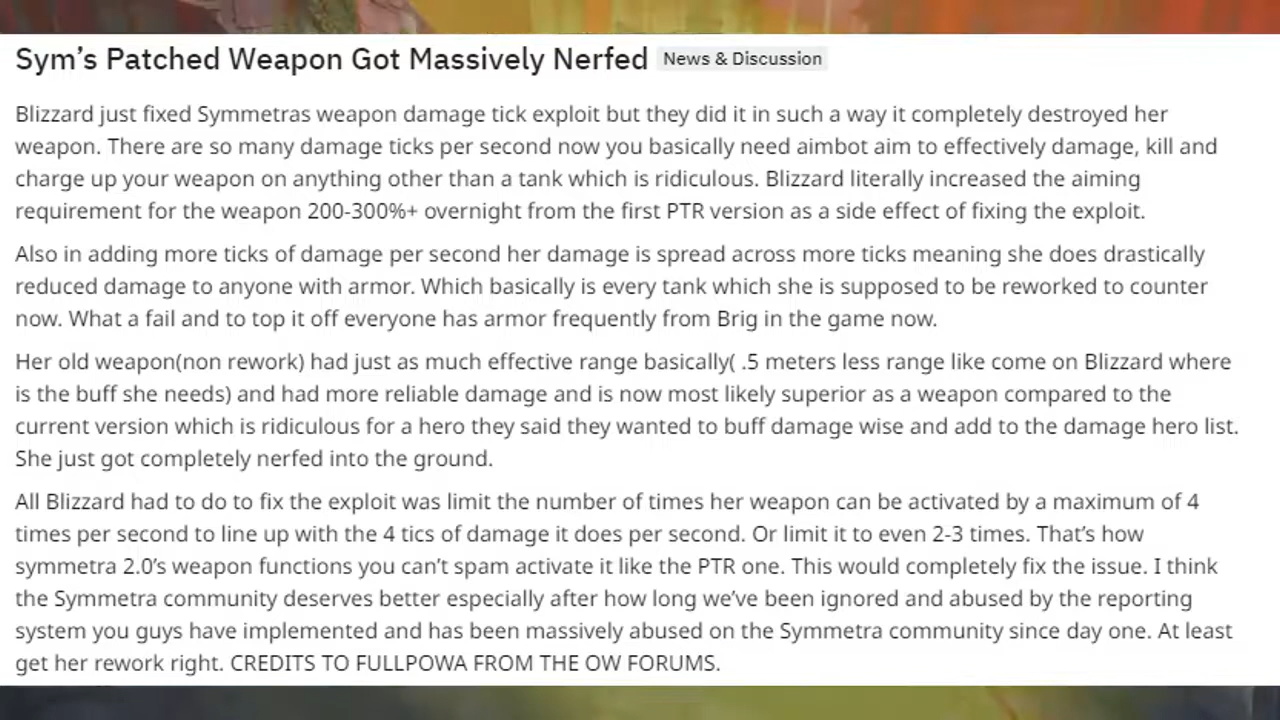 Sym's Patched Weapon Got Massively Nerfed News & Discussion
Blizzard just fixed Symmetras weapon damage tick exploit but they did it in such a way it completely destroyed her
weapon. There are so many damage ticks per second now you basically need aimbot aim to effectively damage, kill and
charge up your weapon on anything other than a tank which is ridiculous. Blizzard literally increased the aiming
requirement for the weapon 200-300%+ overnight from the first PTR version as a side effect of fixing the exploit.
Also in adding more ticks of damage per second her damage is spread across more ticks meaning she does drastically
reduced damage to anyone with armor. Which basically is every tank which she is supposed to be reworked to counter
now. What a fail and to top it off everyone has armor frequently from Brig in the game now.
Her old weapon(non rework) had just as much effective range basically( .5 meters less range like come on Blizzard where
is the buff she needs) and had more reliable damage and is now most likely superior as a weapon compared to the
current version which is ridiculous for a hero they said they wanted to buff damage wise and add to the damage hero list.
She just got completely nerfed into the ground.
All Blizzard had to do to fix the exploit was limit the number of times her weapon can be activated by a maximum of 4
times per second to line up with the 4 tics of damage it does per second. Or limit it to even 2-3 times. That's how
symmetra 2.0's weapon functions you can't spam activate it like the PTR one. This would completely fix the issue. I think
the Symmetra community deserves better especially after how long we've been ignored and abused by the reporting
system you guys have implemented and has been massively abused on the Symmetra community since day one. At least
get her rework right. CREDITS TO FULLPOWA FROM THE OW FORUMS.